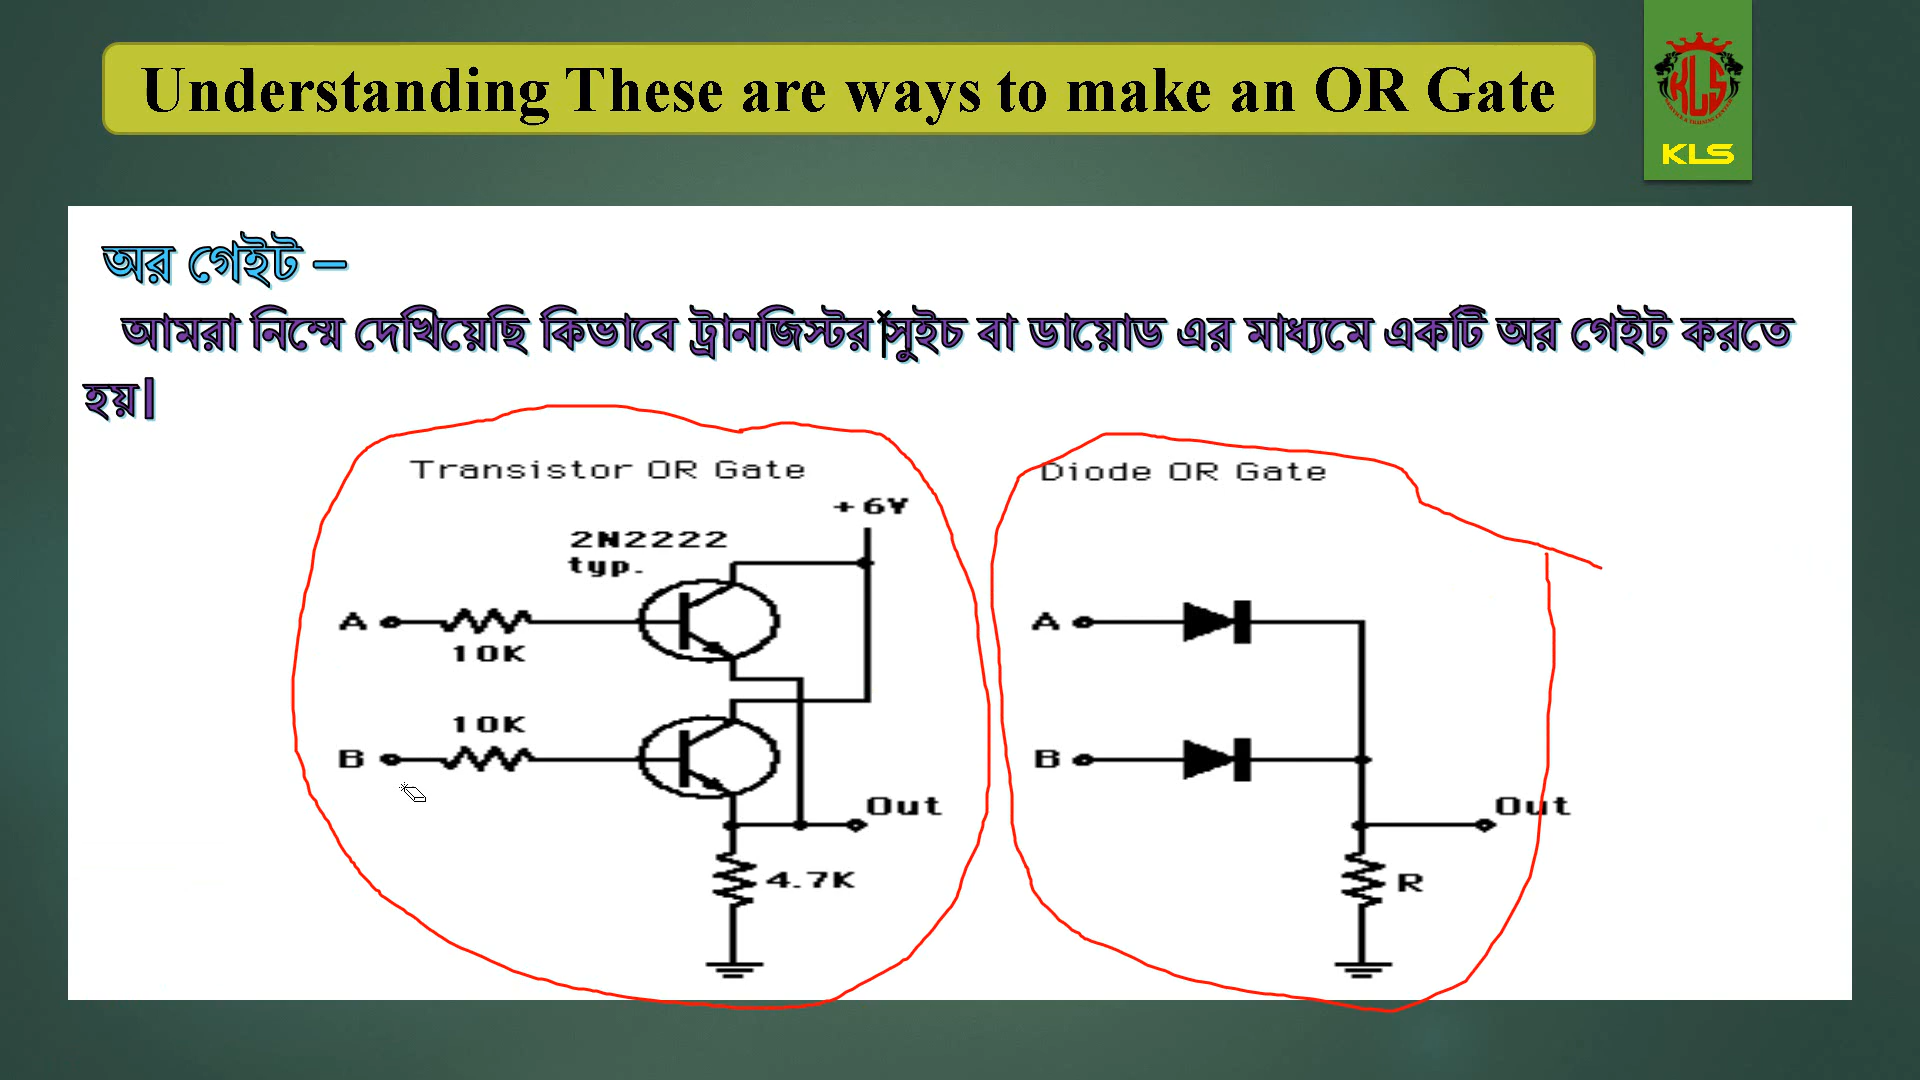 Understanding These are ways to make an OR Gate
KLS
KLS
অর গেইট –
আমরা নিম্মে দেখিয়েছি কিভাবে ট্রানজিস্টর সুইচ বা ডায়োড এর মাধ্যমে একটি অর গেইট করতে
হয়।
Transistor OR Gate
+6V
2N2222
typ.
A
10K
10K
B
Out
4.7K
Diode OR Gate
A
B
Out
R